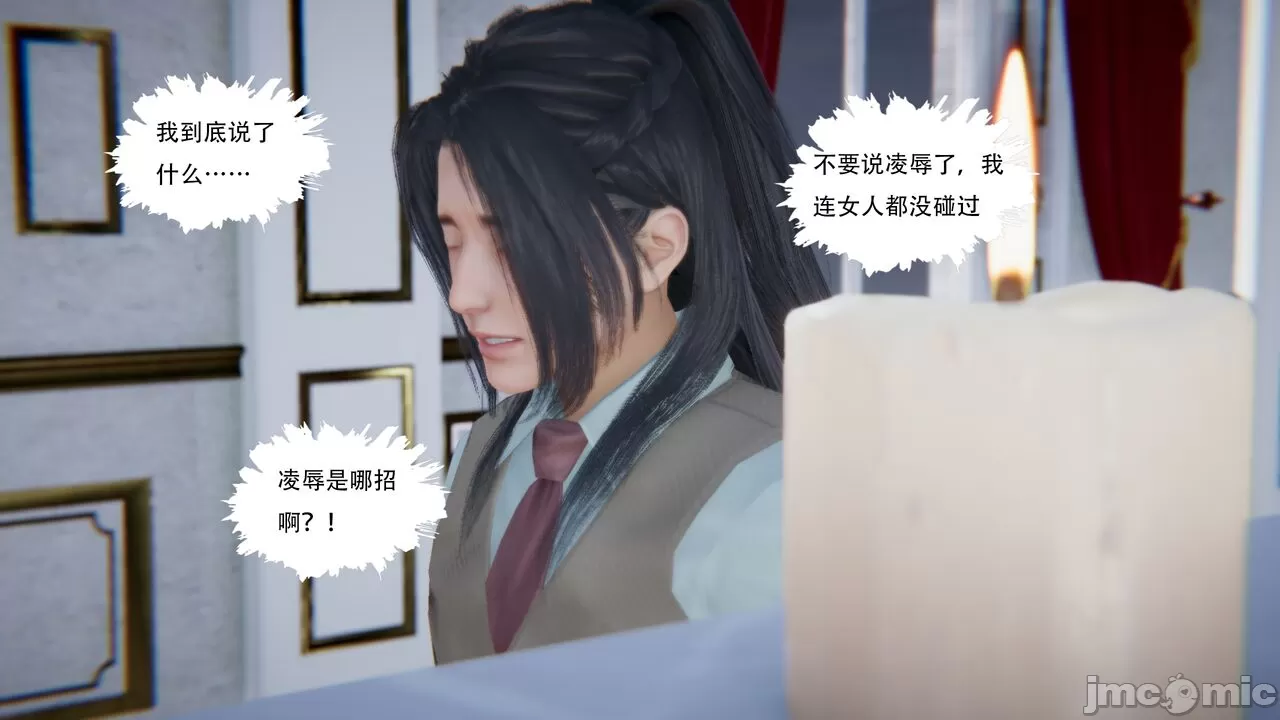 我到底说了
什么……
凌辱是哪招
啊？！
不要说凌辱了，我
连女人都没碰过
jmcomic